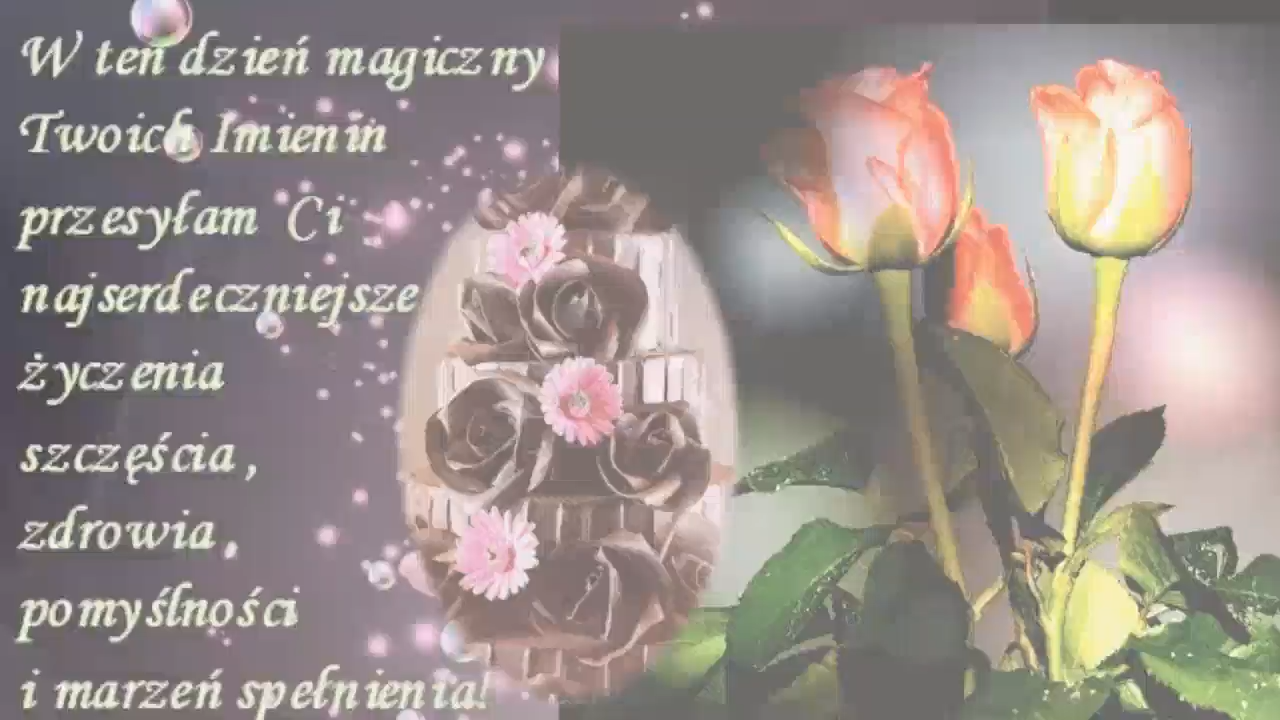 W ten dzień magiczny
Twoich Imienin
przesyłam Ci
najserdeczniejsze
życzenia
szczęścia,
zdrowia,
pomyślności
i marzeń spełnienia!